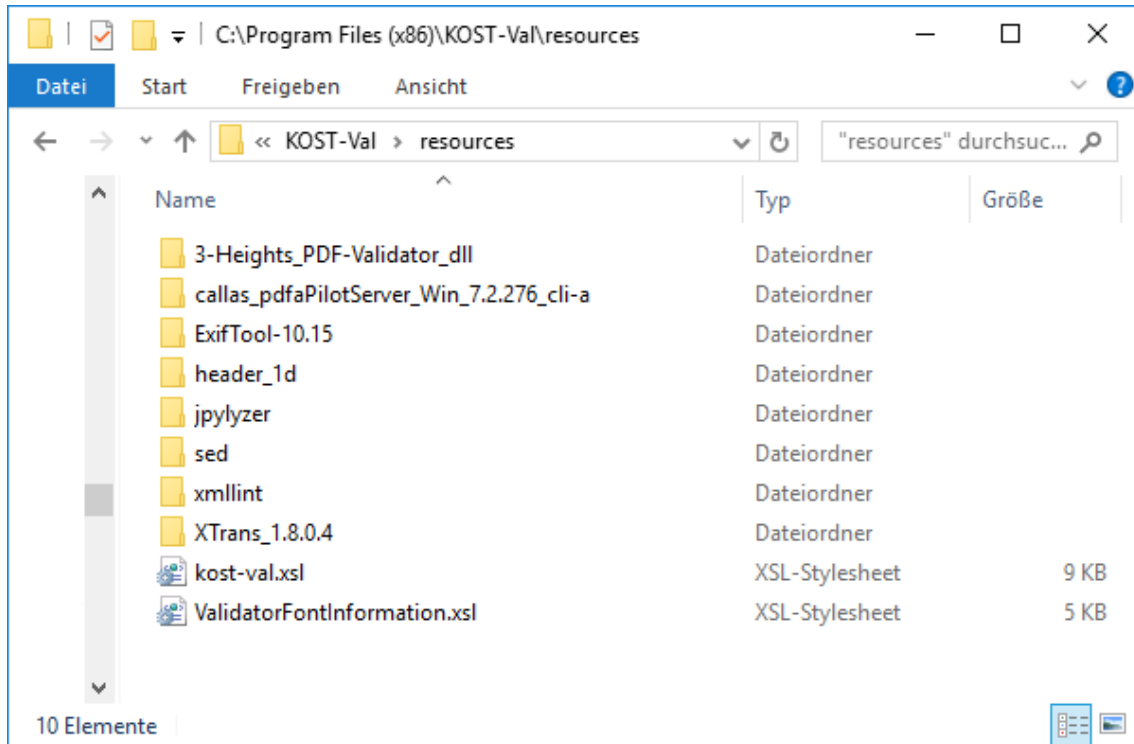 C:\Program Files (x86)\KOST-Val\resources
Datei Start Freigeben Ansicht ?
« KOST-Val › resources "resources" durchsuc...
Name Typ Größe
3-Heights_PDF-Validator_dll Dateiordner
callas_pdfaPilotServer_Win_7.2.276_cli-a Dateiordner
ExifTool-10.15 Dateiordner
header_1d Dateiordner
jpylyzer Dateiordner
sed Dateiordner
xmllint Dateiordner
XTrans_1.8.0.4 Dateiordner
kost-val.xsl XSL-Stylesheet 9 KB
ValidatorFontInformation.xsl XSL-Stylesheet 5 KB
10 Elemente